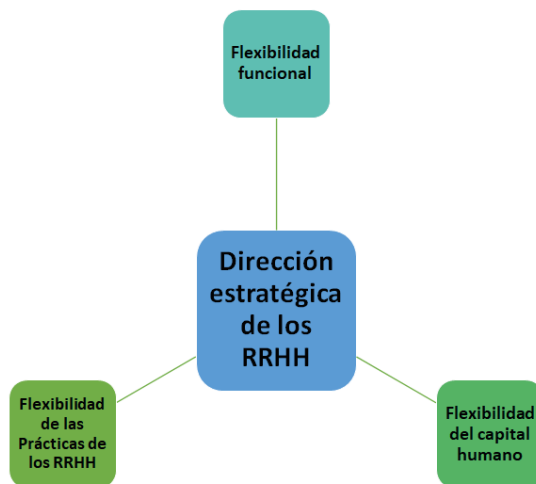 Flexibilidad
funcional
Dirección
estratégica
de los
RRHH
Flexibilidad
de las
Prácticas de
los RRHH
Flexibilidad
del capital
humano